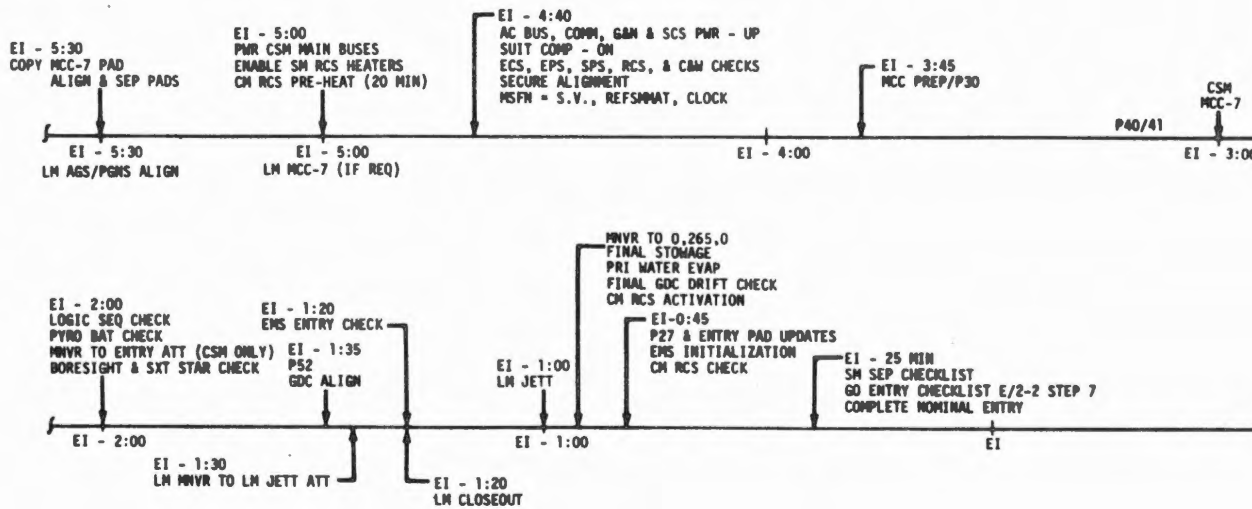 EI - 5:30
COPY MCC-7 PAD
ALIGN & SEP PADS
EI - 5:00
PWR CSM MAIN BUSES
ENABLE SM RCS HEATERS
CM RCS PRE-HEAT (20 MIN)
EI - 4:40
AC BUS, COMM, G&N & SCS PWR - UP
SUIT COMP - ON
ECS, EPS, SPS, RCS, & C&W CHECKS
SECURE ALIGNMENT
MSFN = S.V., REFSMMAT, CLOCK
EI - 3:45
MCC PREP/P30
P40/41
CSM
MCC-7
EI - 5:30
LM AGS/PGNS ALIGN
EI - 5:00
LM MCC-7 (IF REQ)
EI - 4:00
EI - 3:00
EI - 2:00
LOGIC SEQ CHECK
PYRO BAT CHECK
MNVR TO ENTRY ATT (CSM ONLY)
BORESIGHT & SXT STAR CHECK
EI - 1:20
EMS ENTRY CHECK
EI - 1:35
P52
GDC ALIGN
EI - 1:00
LM JETT
MNVR TO 0,265,0
FINAL STOWAGE
PRI WATER EVAP
FINAL GDC DRIFT CHECK
CM RCS ACTIVATION
EI-0:45
P27 & ENTRY PAD UPDATES
EMS INITIALIZATION
CM RCS CHECK
EI - 25 MIN
SM SEP CHECKLIST
GO ENTRY CHECKLIST E/2-2 STEP 7
COMPLETE NOMINAL ENTRY
EI - 2:00
EI - 1:30
LM MNVR TO LM JETT ATT
EI - 1:20
LM CLOSEOUT
EI - 1:00
EI